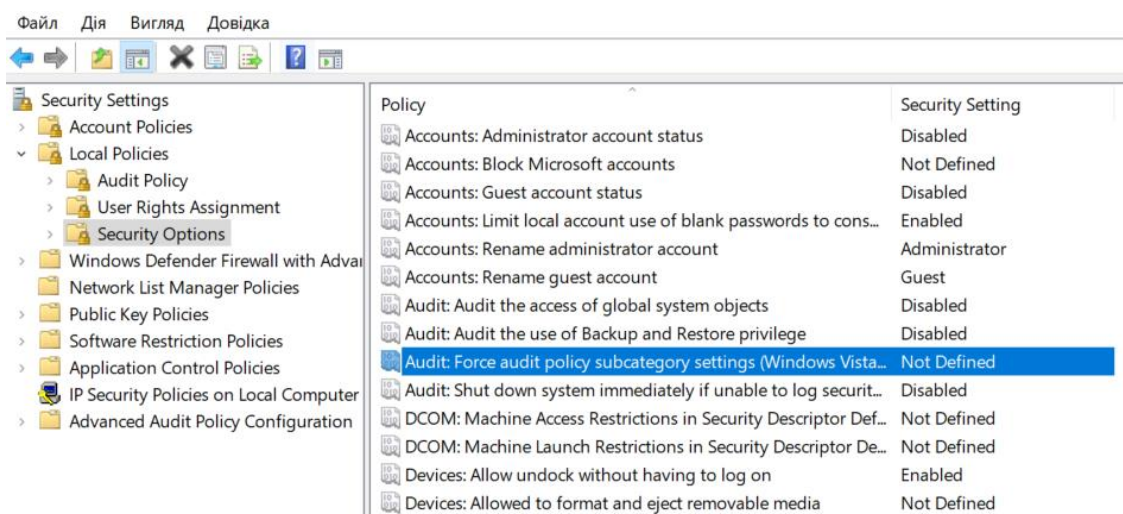 Файл Дія Вигляд Довідка
Security Settings
Account Policies
Local Policies
Audit Policy
User Rights Assignment
Security Options
Windows Defender Firewall with Advar
Network List Manager Policies
Public Key Policies
Software Restriction Policies
Application Control Policies
IP Security Policies on Local Computer
Advanced Audit Policy Configuration
Policy Security Setting
Accounts: Administrator account status Disabled
Accounts: Block Microsoft accounts Not Defined
Accounts: Guest account status Disabled
Accounts: Limit local account use of blank passwords to cons... Enabled
Accounts: Rename administrator account Administrator
Accounts: Rename guest account Guest
Audit: Audit the access of global system objects Disabled
Audit: Audit the use of Backup and Restore privilege Disabled
Audit: Force audit policy subcategory settings (Windows Vista... Not Defined
Audit: Shut down system immediately if unable to log securit... Disabled
DCOM: Machine Access Restrictions in Security Descriptor Def... Not Defined
DCOM: Machine Launch Restrictions in Security Descriptor De... Not Defined
Devices: Allow undock without having to log on Enabled
Devices: Allowed to format and eject removable media Not Defined